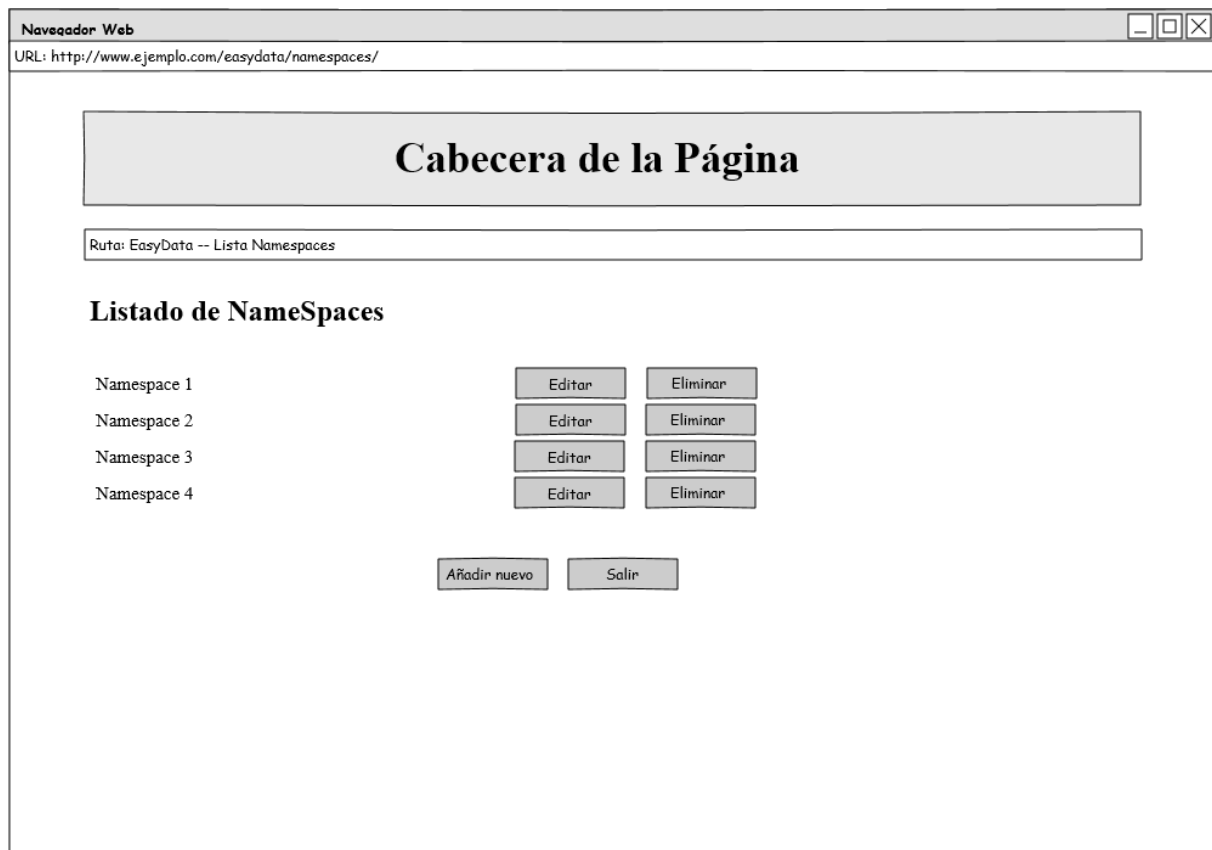 Navegador Web
URL: http://www.ejemplo.com/easydata/namespaces/
Cabecera de la Página
Ruta: EasyData -- Lista Namespaces
Listado de NameSpaces
Namespace 1 Editar Eliminar
Namespace 2 Editar Eliminar
Namespace 3 Editar Eliminar
Namespace 4 Editar Eliminar
Añadir nuevo Salir